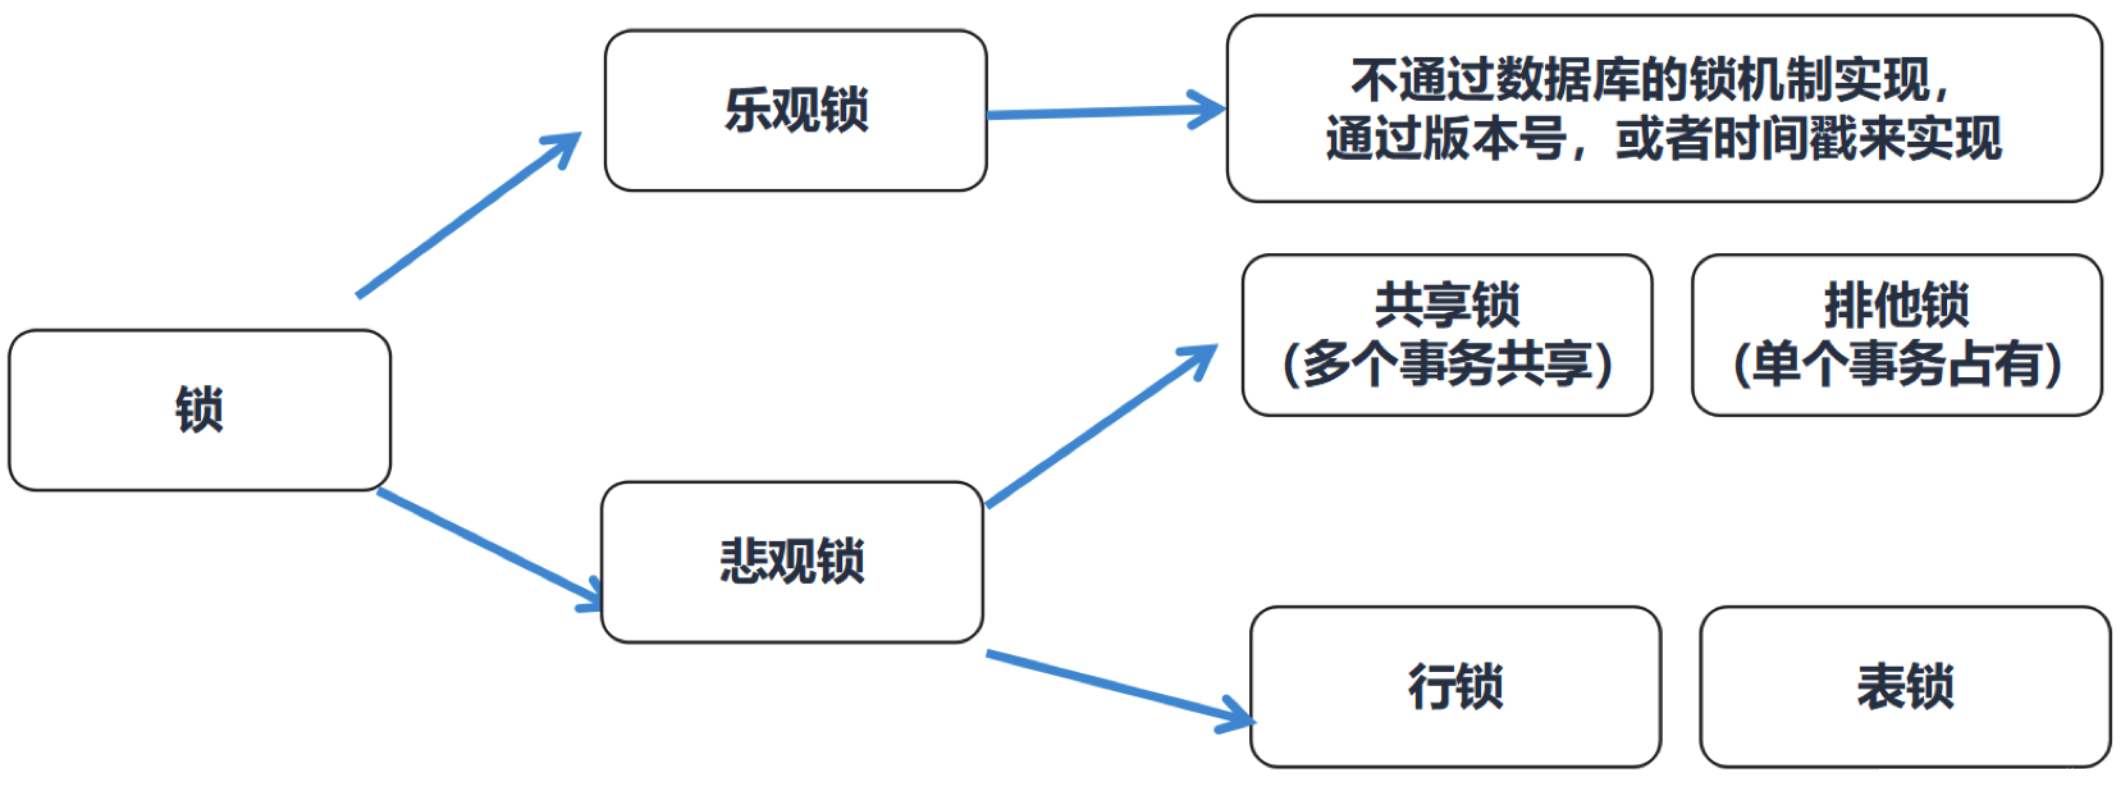 乐观锁
不通过数据库的锁机制实现，
通过版本号，或者时间戳来实现
锁
悲观锁
共享锁
（多个事务共享）
排他锁
（单个事务占有）
行锁
表锁